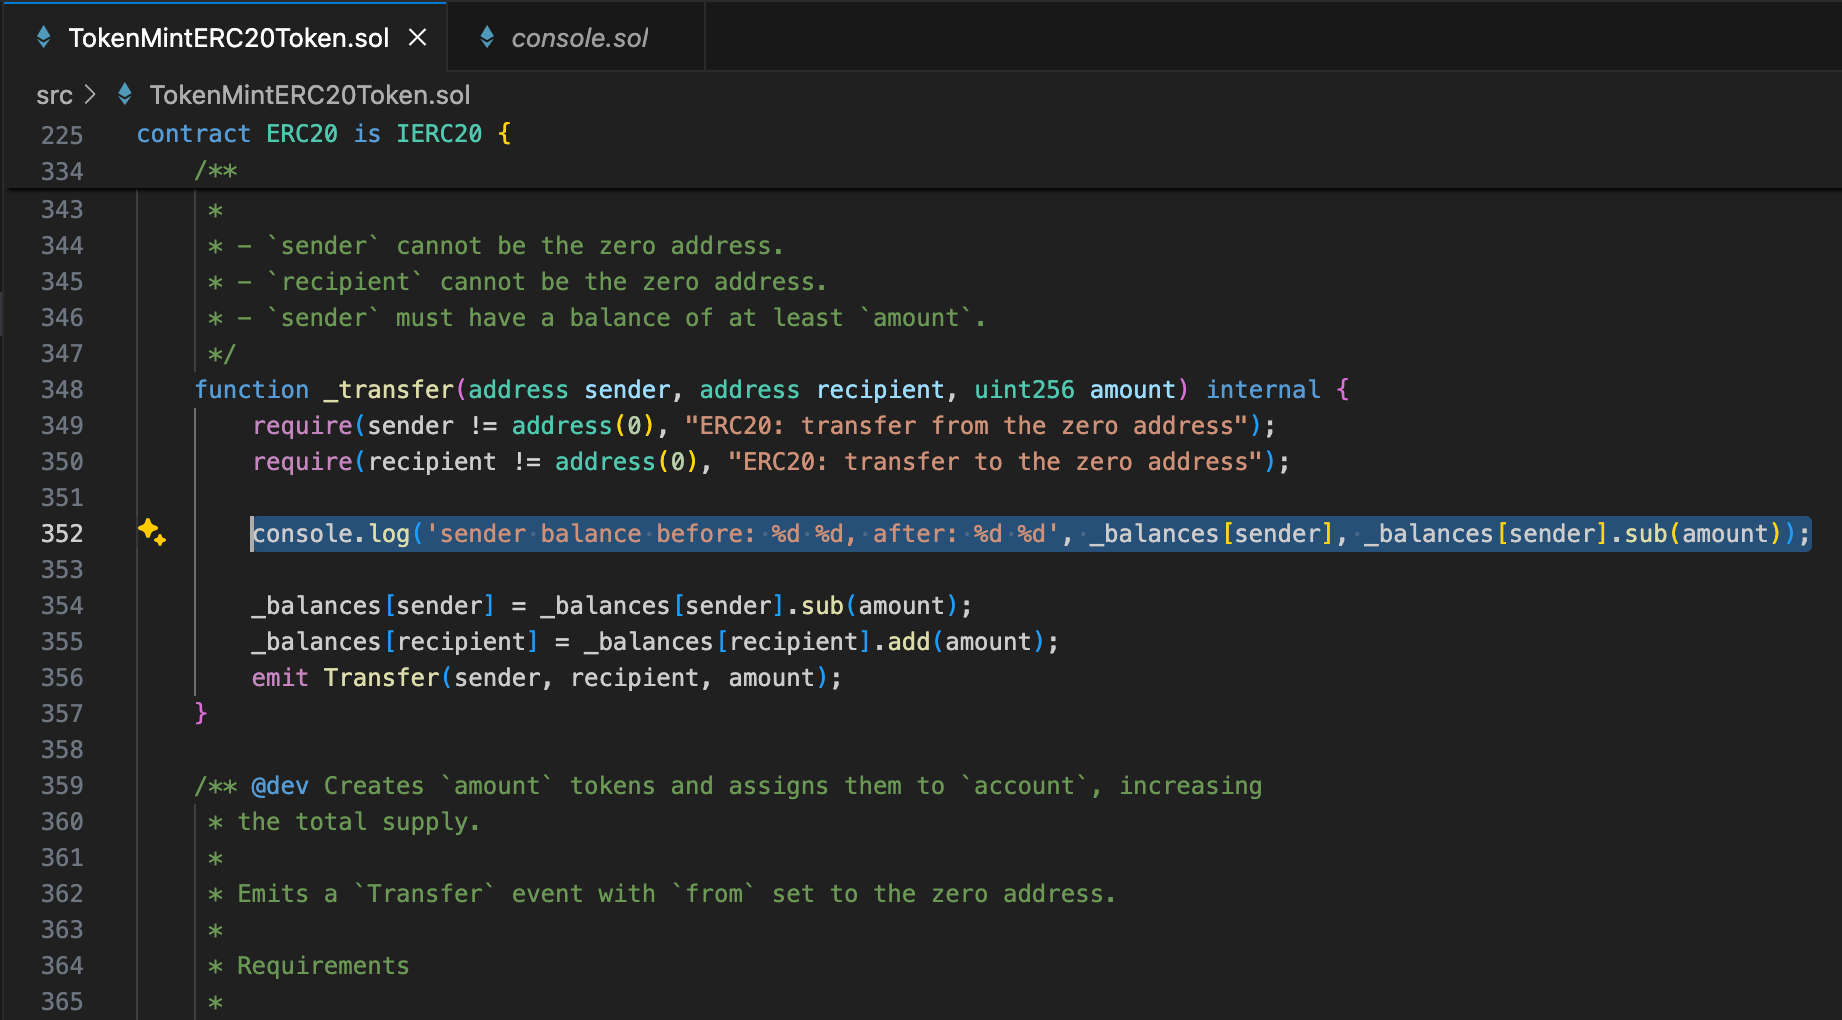 TokenMintERC20Token.sol × console.sol
src > TokenMintERC20Token.sol
225 contract ERC20 is IERC20 {
334 /**
343 *
344 * - `sender` cannot be the zero address.
345 * - `recipient` cannot be the zero address.
346 * - `sender` must have a balance of at least `amount`.
347 */
348 function _transfer(address sender, address recipient, uint256 amount) internal {
349 require(sender != address(0), "ERC20: transfer from the zero address");
350 require(recipient != address(0), "ERC20: transfer to the zero address");
351
352 console.log('sender balance before: %d %d, after: %d %d', _balances[sender], _balances[sender].sub(amount));
353
354 _balances[sender] = _balances[sender].sub(amount);
355 _balances[recipient] = _balances[recipient].add(amount);
356 emit Transfer(sender, recipient, amount);
357 }
358
359 /** @dev Creates `amount` tokens and assigns them to `account`, increasing
360 * the total supply.
361 *
362 * Emits a `Transfer` event with `from` set to the zero address.
363 *
364 * Requirements
365 *